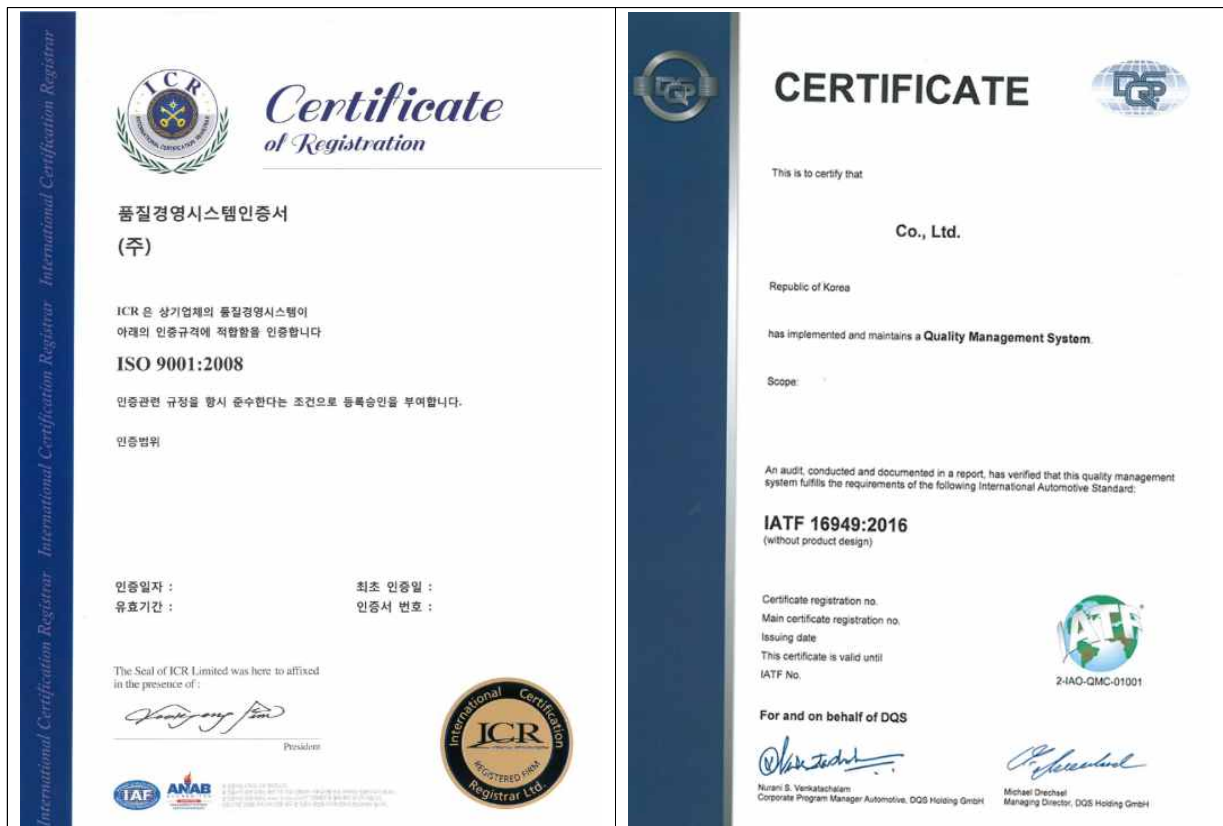 International Certification Registrar International Certification Registrar International Certification Registrar International Certification Registrar
ICR
INTERNATIONAL CERTIFICATION REGISTRAR
Certificate
of Registration
품질경영시스템인증서
(주)
ICR 은 상기업체의 품질경영시스템이
아래의 인증규격에 적합함을 인증합니다
ISO 9001:2008
인증관련 규정을 항시 준수한다는 조건으로 등록승인을 부여합니다.
인증범위
인증일자 :
최초 인증일 :
유효기간 :
인증서 번호 :
The Seal of ICR Limited was here to affixed
in the presence of :
President
IAF
ANAB
ACCREDITED
International Certification
ICR
REGISTERED FIRM
Registrar Ltd.
DQS
CERTIFICATE
DQS
This is to certify that
Co., Ltd.
Republic of Korea
has implemented and maintains a Quality Management System.
Scope:
An audit, conducted and documented in a report, has verified that this quality management
system fulfills the requirements of the following International Automotive Standard:
IATF 16949:2016
(without product design)
Certificate registration no.
Main certificate registration no.
Issuing date
This certificate is valid until
IATF No.
IATF
2-IAO-QMC-01001
For and on behalf of DQS
Nurani S. Venkatachalam
Corporate Program Manager Automotive, DQS Holding GmbH
Michael Drechsel
Managing Director, DQS Holding GmbH